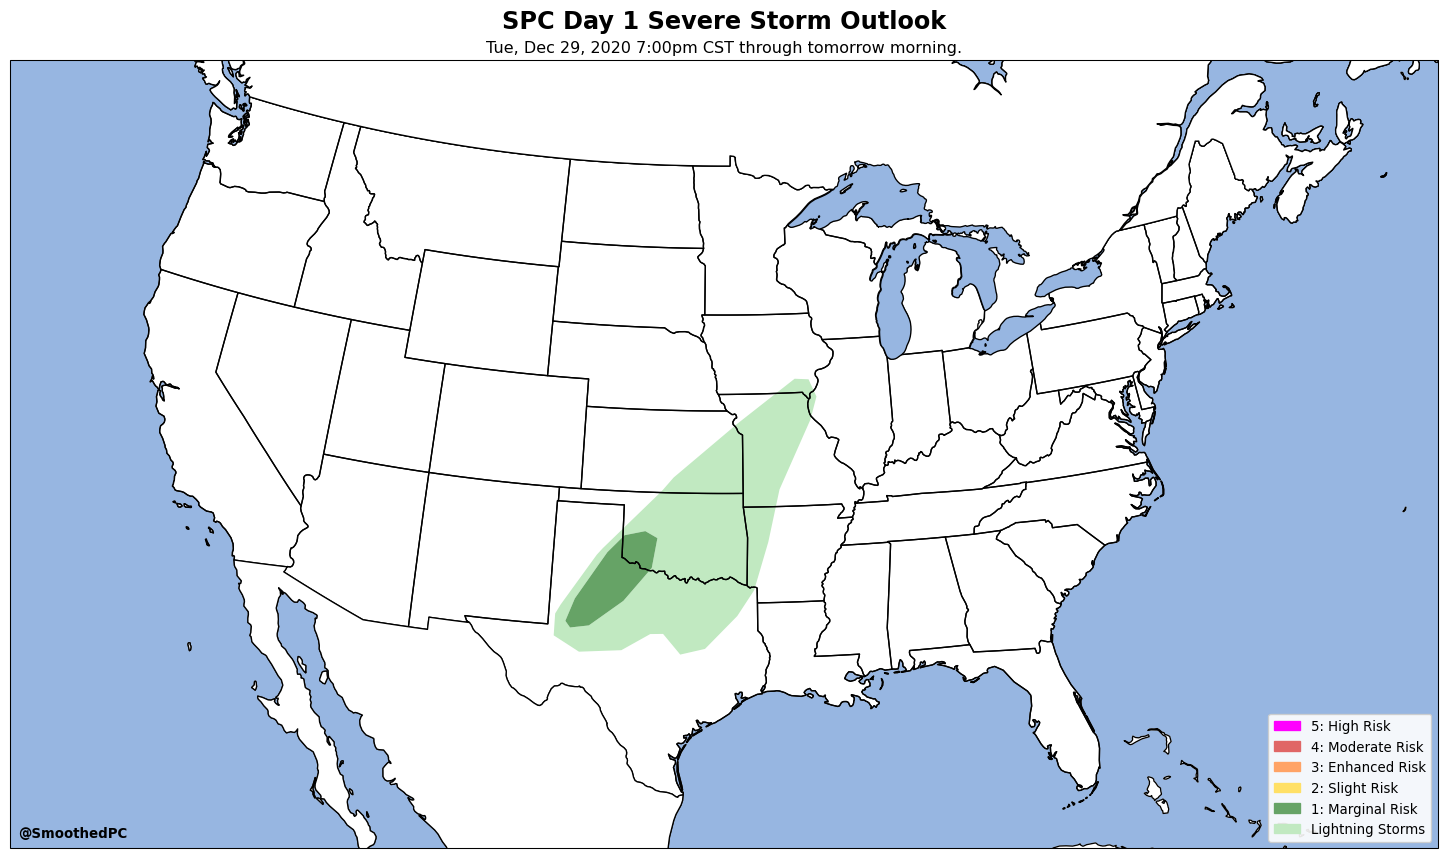 SPC Day 1 Severe Storm Outlook
Tue, Dec 29, 2020 7:00pm CST through tomorrow morning.
5: High Risk
4: Moderate Risk
3: Enhanced Risk
2: Slight Risk
1: Marginal Risk
Lightning Storms
@SmoothedPC